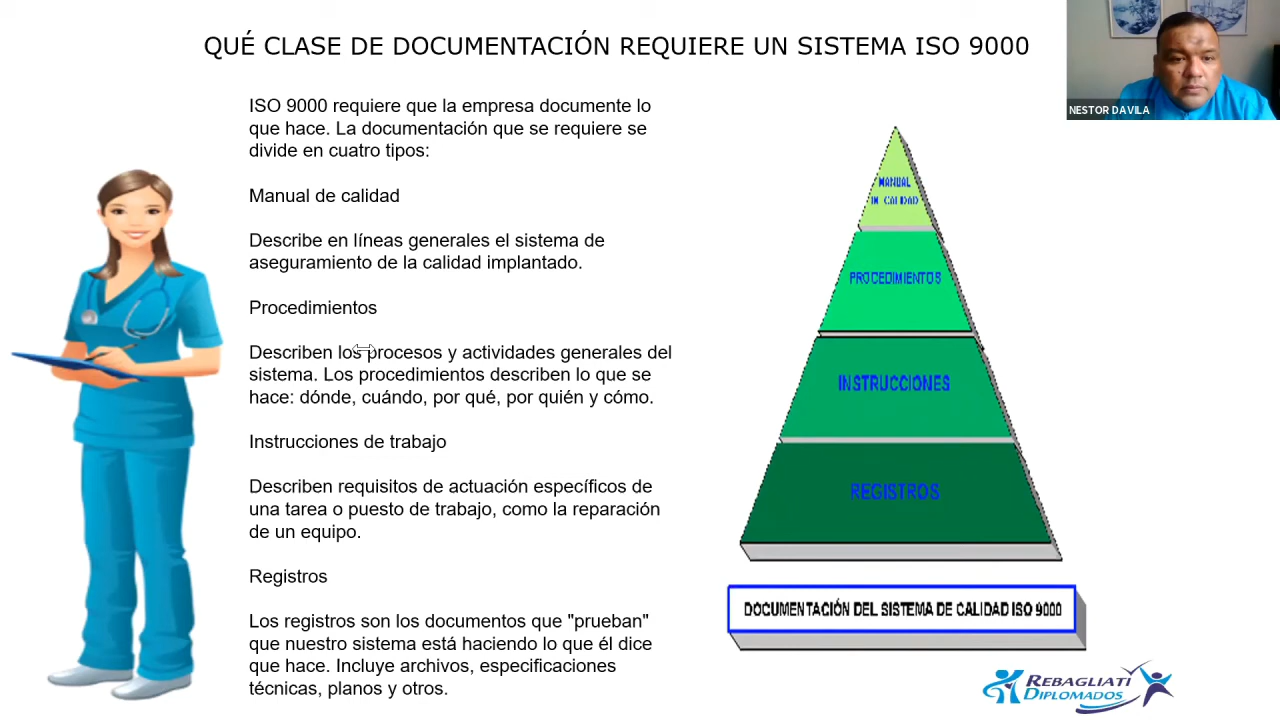 QUÉ CLASE DE DOCUMENTACIÓN REQUIERE UN SISTEMA ISO 9000
NESTOR DAVILA
ISO 9000 requiere que la empresa documente lo
que hace. La documentación que se requiere se
divide en cuatro tipos:
Manual de calidad
Describe en líneas generales el sistema de
aseguramiento de la calidad implantado.
Procedimientos
Describen los procesos y actividades generales del
sistema. Los procedimientos describen lo que se
hace: dónde, cuándo, por qué, por quién y cómo.
Instrucciones de trabajo
Describen requisitos de actuación específicos de
una tarea o puesto de trabajo, como la reparación
de un equipo.
Registros
Los registros son los documentos que "prueban"
que nuestro sistema está haciendo lo que él dice
que hace. Incluye archivos, especificaciones
técnicas, planos y otros.
MANUAL
DE CALIDAD
PROCEDIMIENTOS
INSTRUCCIONES
REGISTROS
DOCUMENTACIÓN DEL SISTEMA DE CALIDAD ISO 9000
REBAGLIATI
DIPLOMADOS